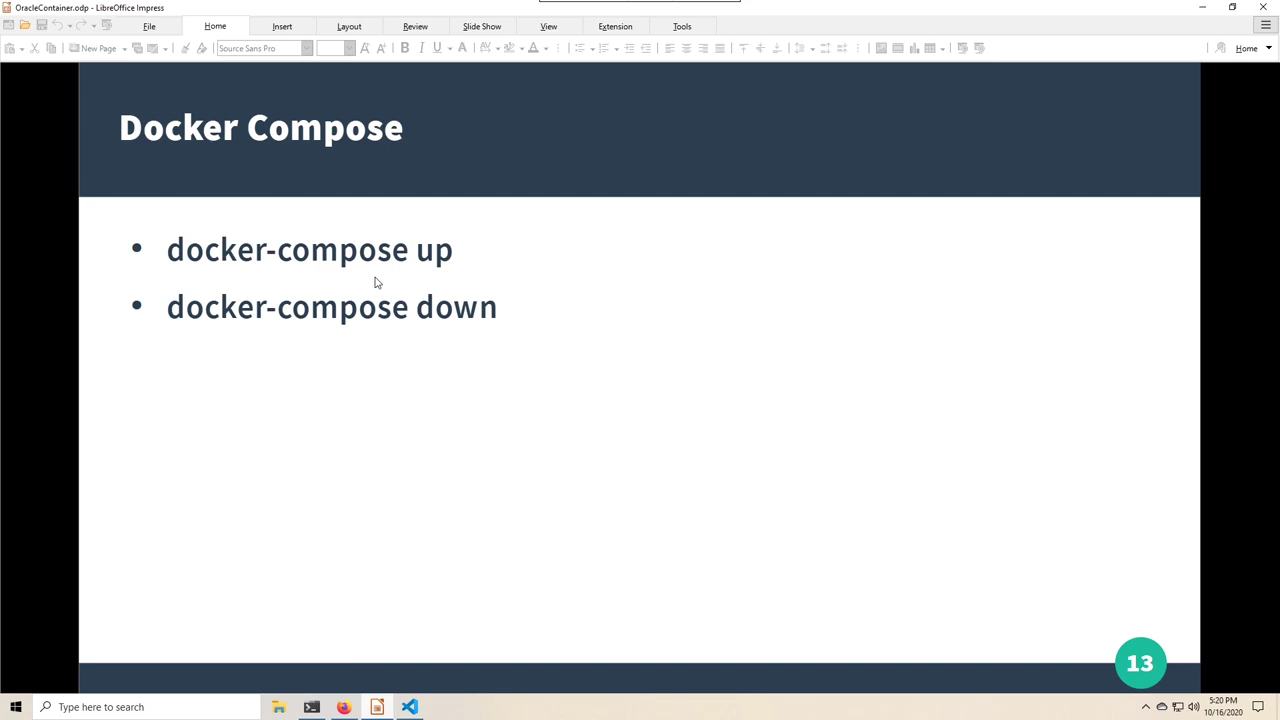 OracleContainer.odp - LibreOffice Impress
File Home Insert Layout Review Slide Show View Extension Tools
New Page Source Sans Pro Home
Docker Compose
• docker-compose up
• docker-compose down
13
Type here to search
5:20 PM
10/16/2020